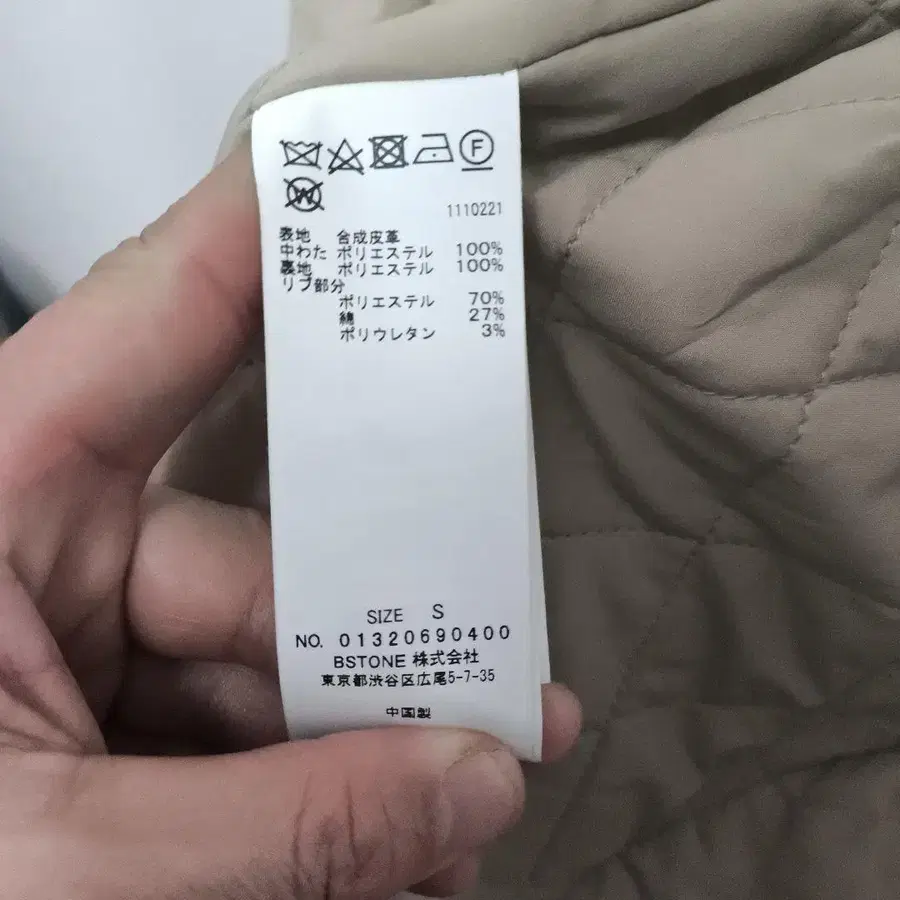 F
W
1110221
表地 合成皮革
中わた ポリエステル 100%
裏地 ポリエステル 100%
リブ部分
ポリエステル 70%
綿 27%
ポリウレタン 3%
SIZE S
NO. 01320690400
BSTONE 株式会社
東京都渋谷区広尾5-7-35
中国製